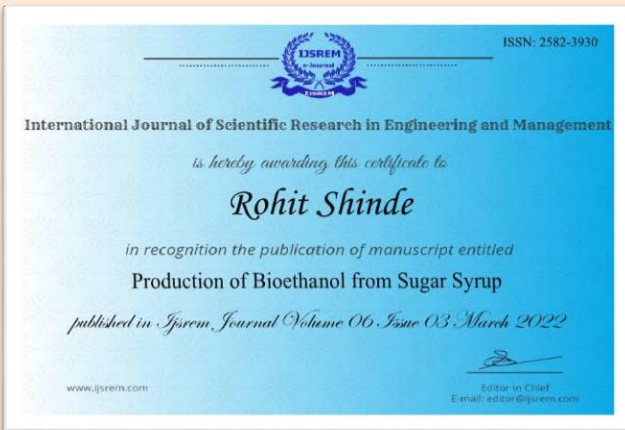 ISSN: 2582-3930
IJSREM
e-Journal
IJSREM
International Journal of Scientific Research in Engineering and Management
is hereby awarding this certificate to
Rohit Shinde
in recognition the publication of manuscript entitled
Production of Bioethanol from Sugar Syrup
published in Ijsrem Journal Volume 06 Issue 03 March 2022
www.ijsrem.com
Editor in Chief
E-mail: editor@ijsrem.com